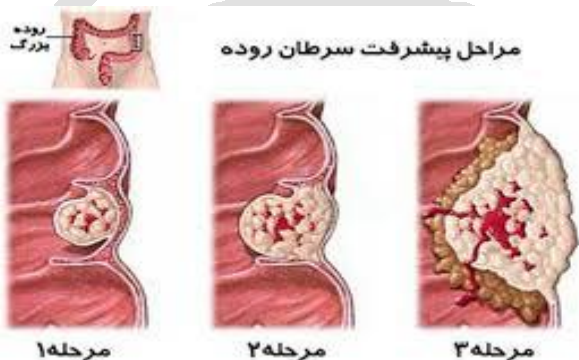 روده
بزرگ
مراحل پیشرفت سرطان روده
مرحله۱
مرحله۲
مرحله۳